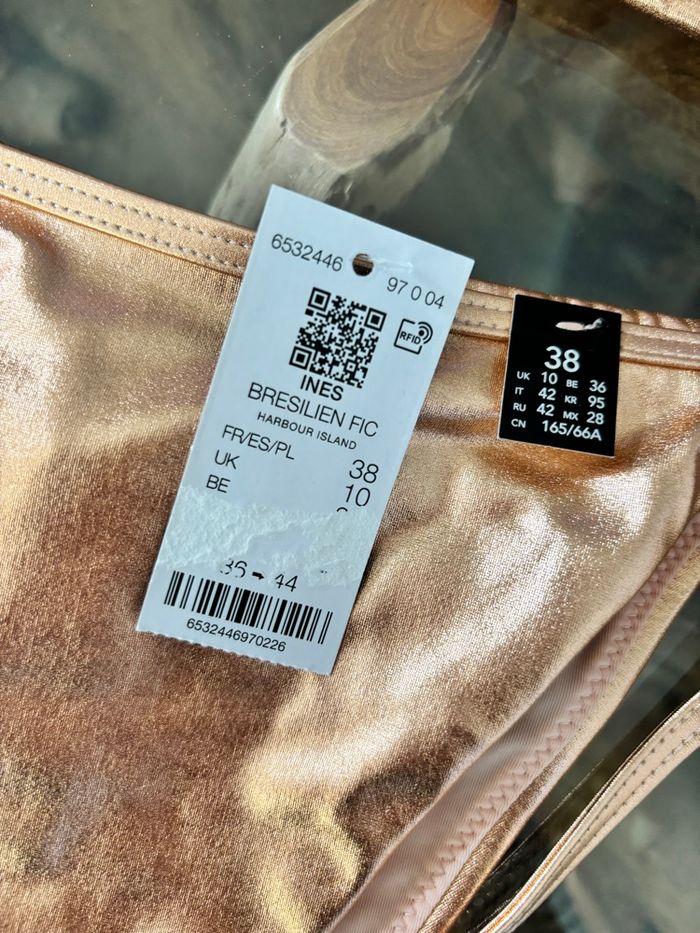 6532446
97 0 04
RFID
INES
BRESILIEN FIC
HARBOUR ISLAND
FR/ES/PL 38
UK 10
BE
44
6532446970226
38
UK 10 BE 36
IT 42 KR 95
RU 42 MX 28
CN 165/66A